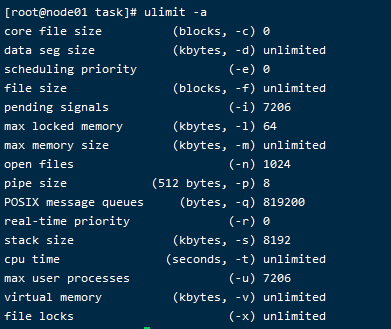 [root@node01 task]# ulimit -a
core file size          (blocks, -c) 0
data seg size           (kbytes, -d) unlimited
scheduling priority             (-e) 0
file size               (blocks, -f) unlimited
pending signals                 (-i) 7206
max locked memory       (kbytes, -l) 64
max memory size         (kbytes, -m) unlimited
open files                      (-n) 1024
pipe size            (512 bytes, -p) 8
POSIX message queues     (bytes, -q) 819200
real-time priority              (-r) 0
stack size              (kbytes, -s) 8192
cpu time               (seconds, -t) unlimited
max user processes              (-u) 7206
virtual memory          (kbytes, -v) unlimited
file locks                      (-x) unlimited